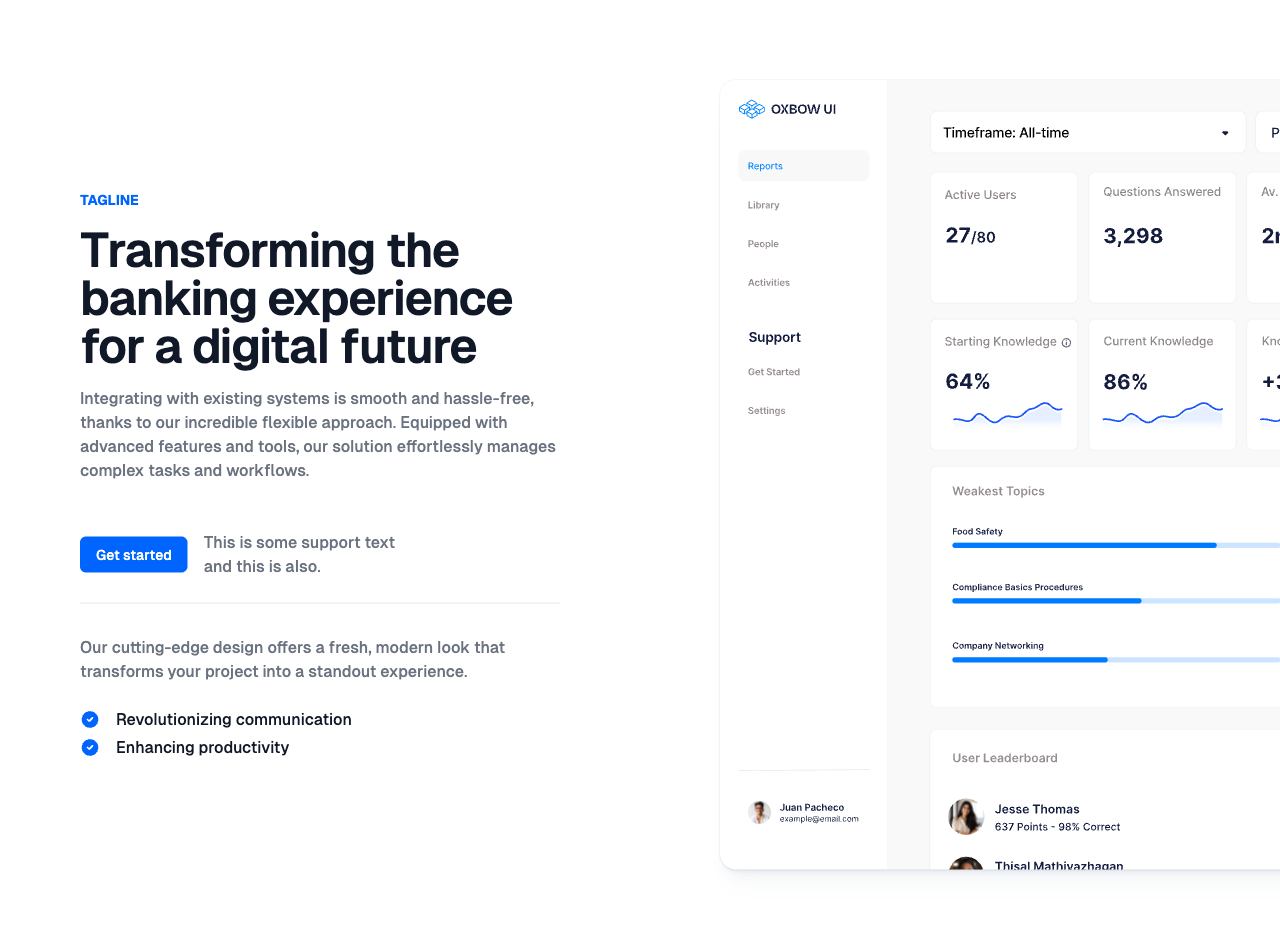 TAGLINE
Transforming the
banking experience
for a digital future
Integrating with existing systems is smooth and hassle-free,
thanks to our incredible flexible approach. Equipped with
advanced features and tools, our solution effortlessly manages
complex tasks and workflows.
Get started
This is some support text
and this is also.
Our cutting-edge design offers a fresh, modern look that
transforms your project into a standout experience.
Revolutionizing communication
Enhancing productivity
OXBOW UI
Reports
Library
People
Activities
Support
Get Started
Settings
Juan Pacheco
example@email.com
Timeframe: All-time
Active Users
27/80
Questions Answered
3,298
Av.
Starting Knowledge
64%
Current Knowledge
86%
Weakest Topics
Food Safety
Compliance Basics Procedures
Company Networking
User Leaderboard
Jesse Thomas
637 Points - 98% Correct
Thisal Mathiyazhagan